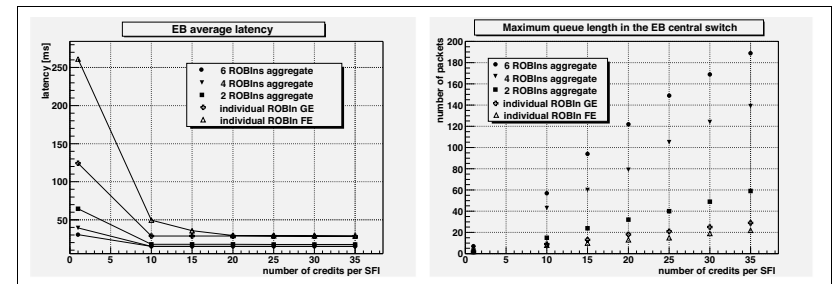 EB average latency
latency [ms]
250
200
150
100
50
6 ROBIns aggregate
4 ROBIns aggregate
2 ROBIns aggregate
individual ROBIn GE
individual ROBIn FE
0 5 10 15 20 25 30 35
number of credits per SFI
Maximum queue length in the EB central switch
number of packets
200
180
160
140
120
100
80
60
40
20
0
6 ROBIns aggregate
4 ROBIns aggregate
2 ROBIns aggregate
individual ROBIn GE
individual ROBIn FE
0 5 10 15 20 25 30 35
number of credits per SFI